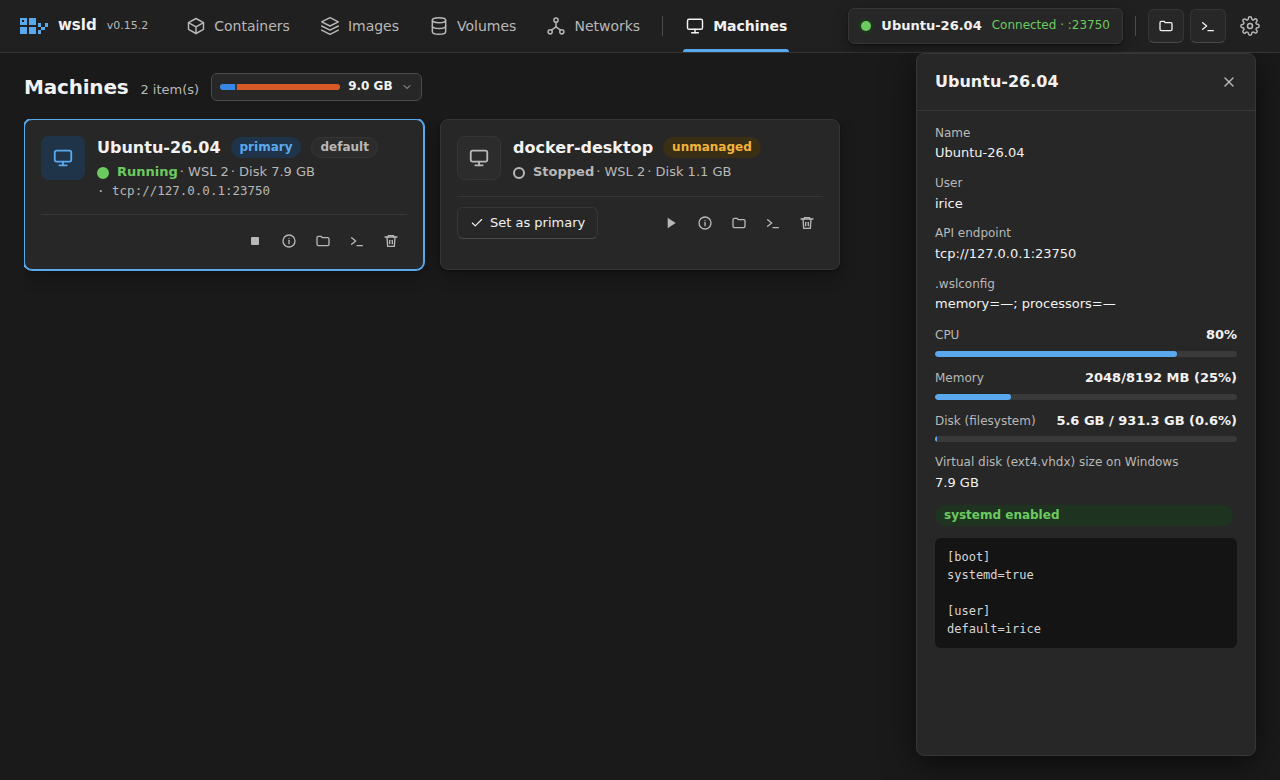 wsld v0.15.2 Containers Images Volumes Networks Machines Ubuntu-26.04 Connected · :23750
Machines 2 item(s) 9.0 GB
Ubuntu-26.04 primary default
Running · WSL 2 · Disk 7.9 GB
· tcp://127.0.0.1:23750
docker-desktop unmanaged
Stopped · WSL 2 · Disk 1.1 GB
Set as primary
Ubuntu-26.04
Name
Ubuntu-26.04
User
irice
API endpoint
tcp://127.0.0.1:23750
.wslconfig
memory=—; processors=—
CPU 80%
Memory 2048/8192 MB (25%)
Disk (filesystem) 5.6 GB / 931.3 GB (0.6%)
Virtual disk (ext4.vhdx) size on Windows
7.9 GB
systemd enabled
[boot]
systemd=true
[user]
default=irice